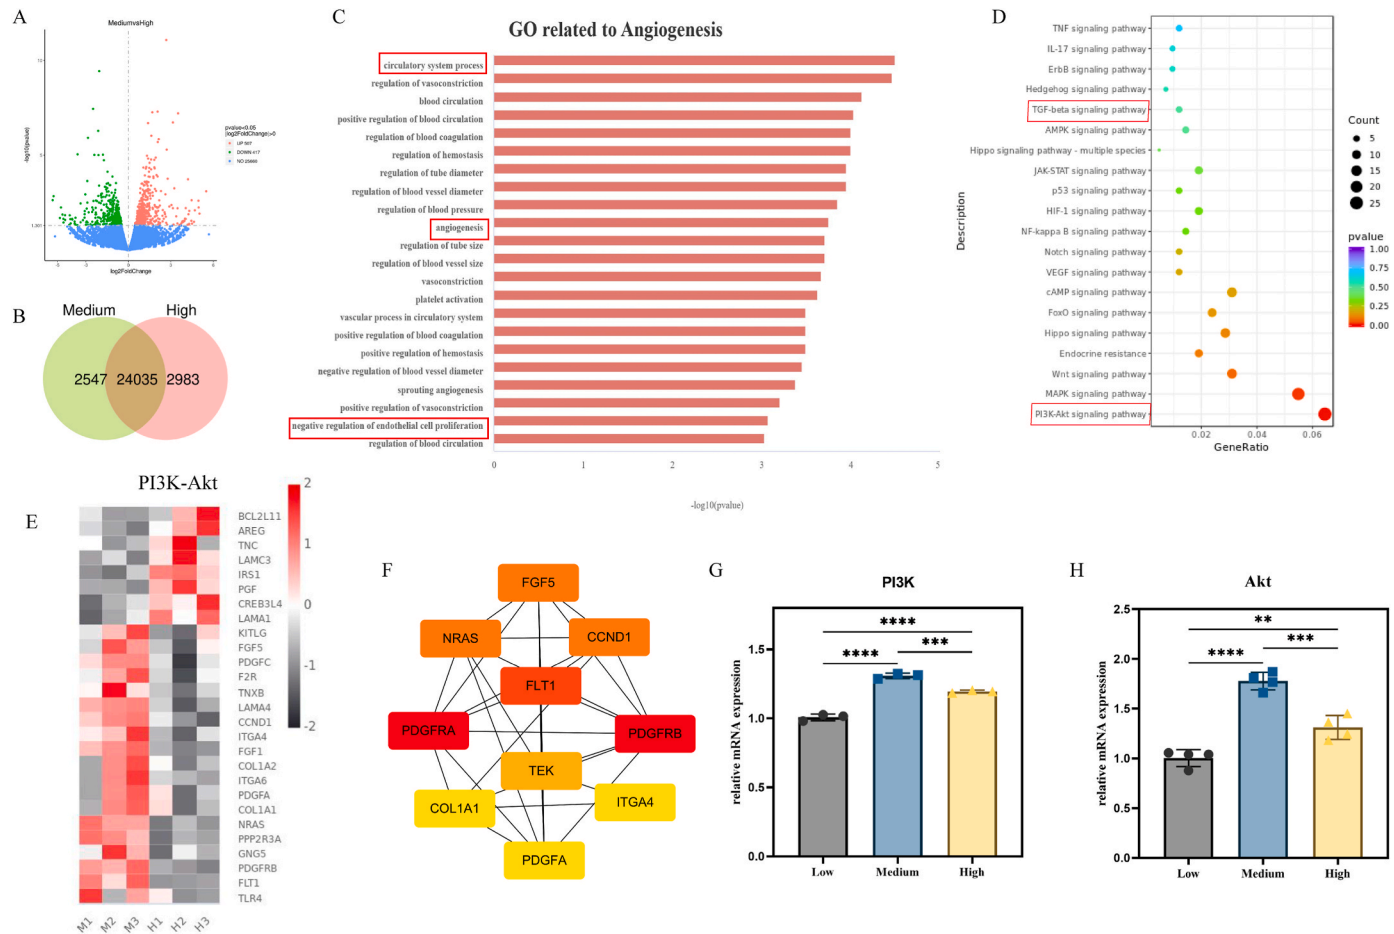 A
MediumvsHigh
10
5
1.301
-log10(pvalue)
-5
0
5
log2FoldChange
pvalue<0.05
|log2FoldChange|>0
DOWN 417
B
Medium
High
2547
24035
2983
C
GO related to Angiogenesis
circulatory system process
regulation of vasoconstriction
blood circulation
positive regulation of blood circulation
regulation of blood coagulation
regulation of hemostasis
regulation of tube diameter
regulation of blood vessel diameter
regulation of blood pressure
angiogenesis
regulation of tube size
regulation of blood vessel size
vasoconstriction
platelet activation
vascular process in circulatory system
positive regulation of blood coagulation
positive regulation of hemostasis
negative regulation of blood vessel diameter
sprouting angiogenesis
positive regulation of vasoconstriction
negative regulation of endothelial cell proliferation
regulation of blood circulation
0 1 2 3 4 5
-log10(pvalue)
D
Description
TNF signaling pathway
IL-17 signaling pathway
ErbB signaling pathway
Hedgehog signaling pathway
TGF-beta signaling pathway
AMPK signaling pathway
Hippo signaling pathway - multiple species
JAK-STAT signaling pathway
p53 signaling pathway
HIF-1 signaling pathway
NF-kappa B signaling pathway
Notch signaling pathway
VEGF signaling pathway
cAMP signaling pathway
FoxO signaling pathway
Hippo signaling pathway
Endocrine resistance
Wnt signaling pathway
MAPK signaling pathway
PI3K-Akt signaling pathway
0.02 0.04 0.06
GeneRatio
Count
5
10
15
20
25
pvalue
1.00
0.75
0.50
0.25
0.00
E
PI3K-Akt
2
1
0
-1
-2
BCL2L11
AREG
TNC
LAMC3
IRS1
PGF
CREB3L4
LAMA1
KITLG
FGF5
PDGFC
F2R
TNXB
LAMA4
CCND1
ITGA4
FGF1
COL1A2
ITGA6
PDGFA
COL1A1
NRAS
PPP2R3A
GNG5
PDGFRB
FLT1
TLR4
M1 M2 M3 H1 H2 H3
F
FGF5
NRAS
CCND1
FLT1
PDGFRA
PDGFRB
TEK
COL1A1
ITGA4
PDGFA
G
PI3K
relative mRNA expression
1.5
1.0
0.5
0.0
****
**** ***
Low Medium High
H
Akt
relative mRNA expression
2.5
2.0
1.5
1.0
0.5
0.0
**
**** ***
Low Medium High